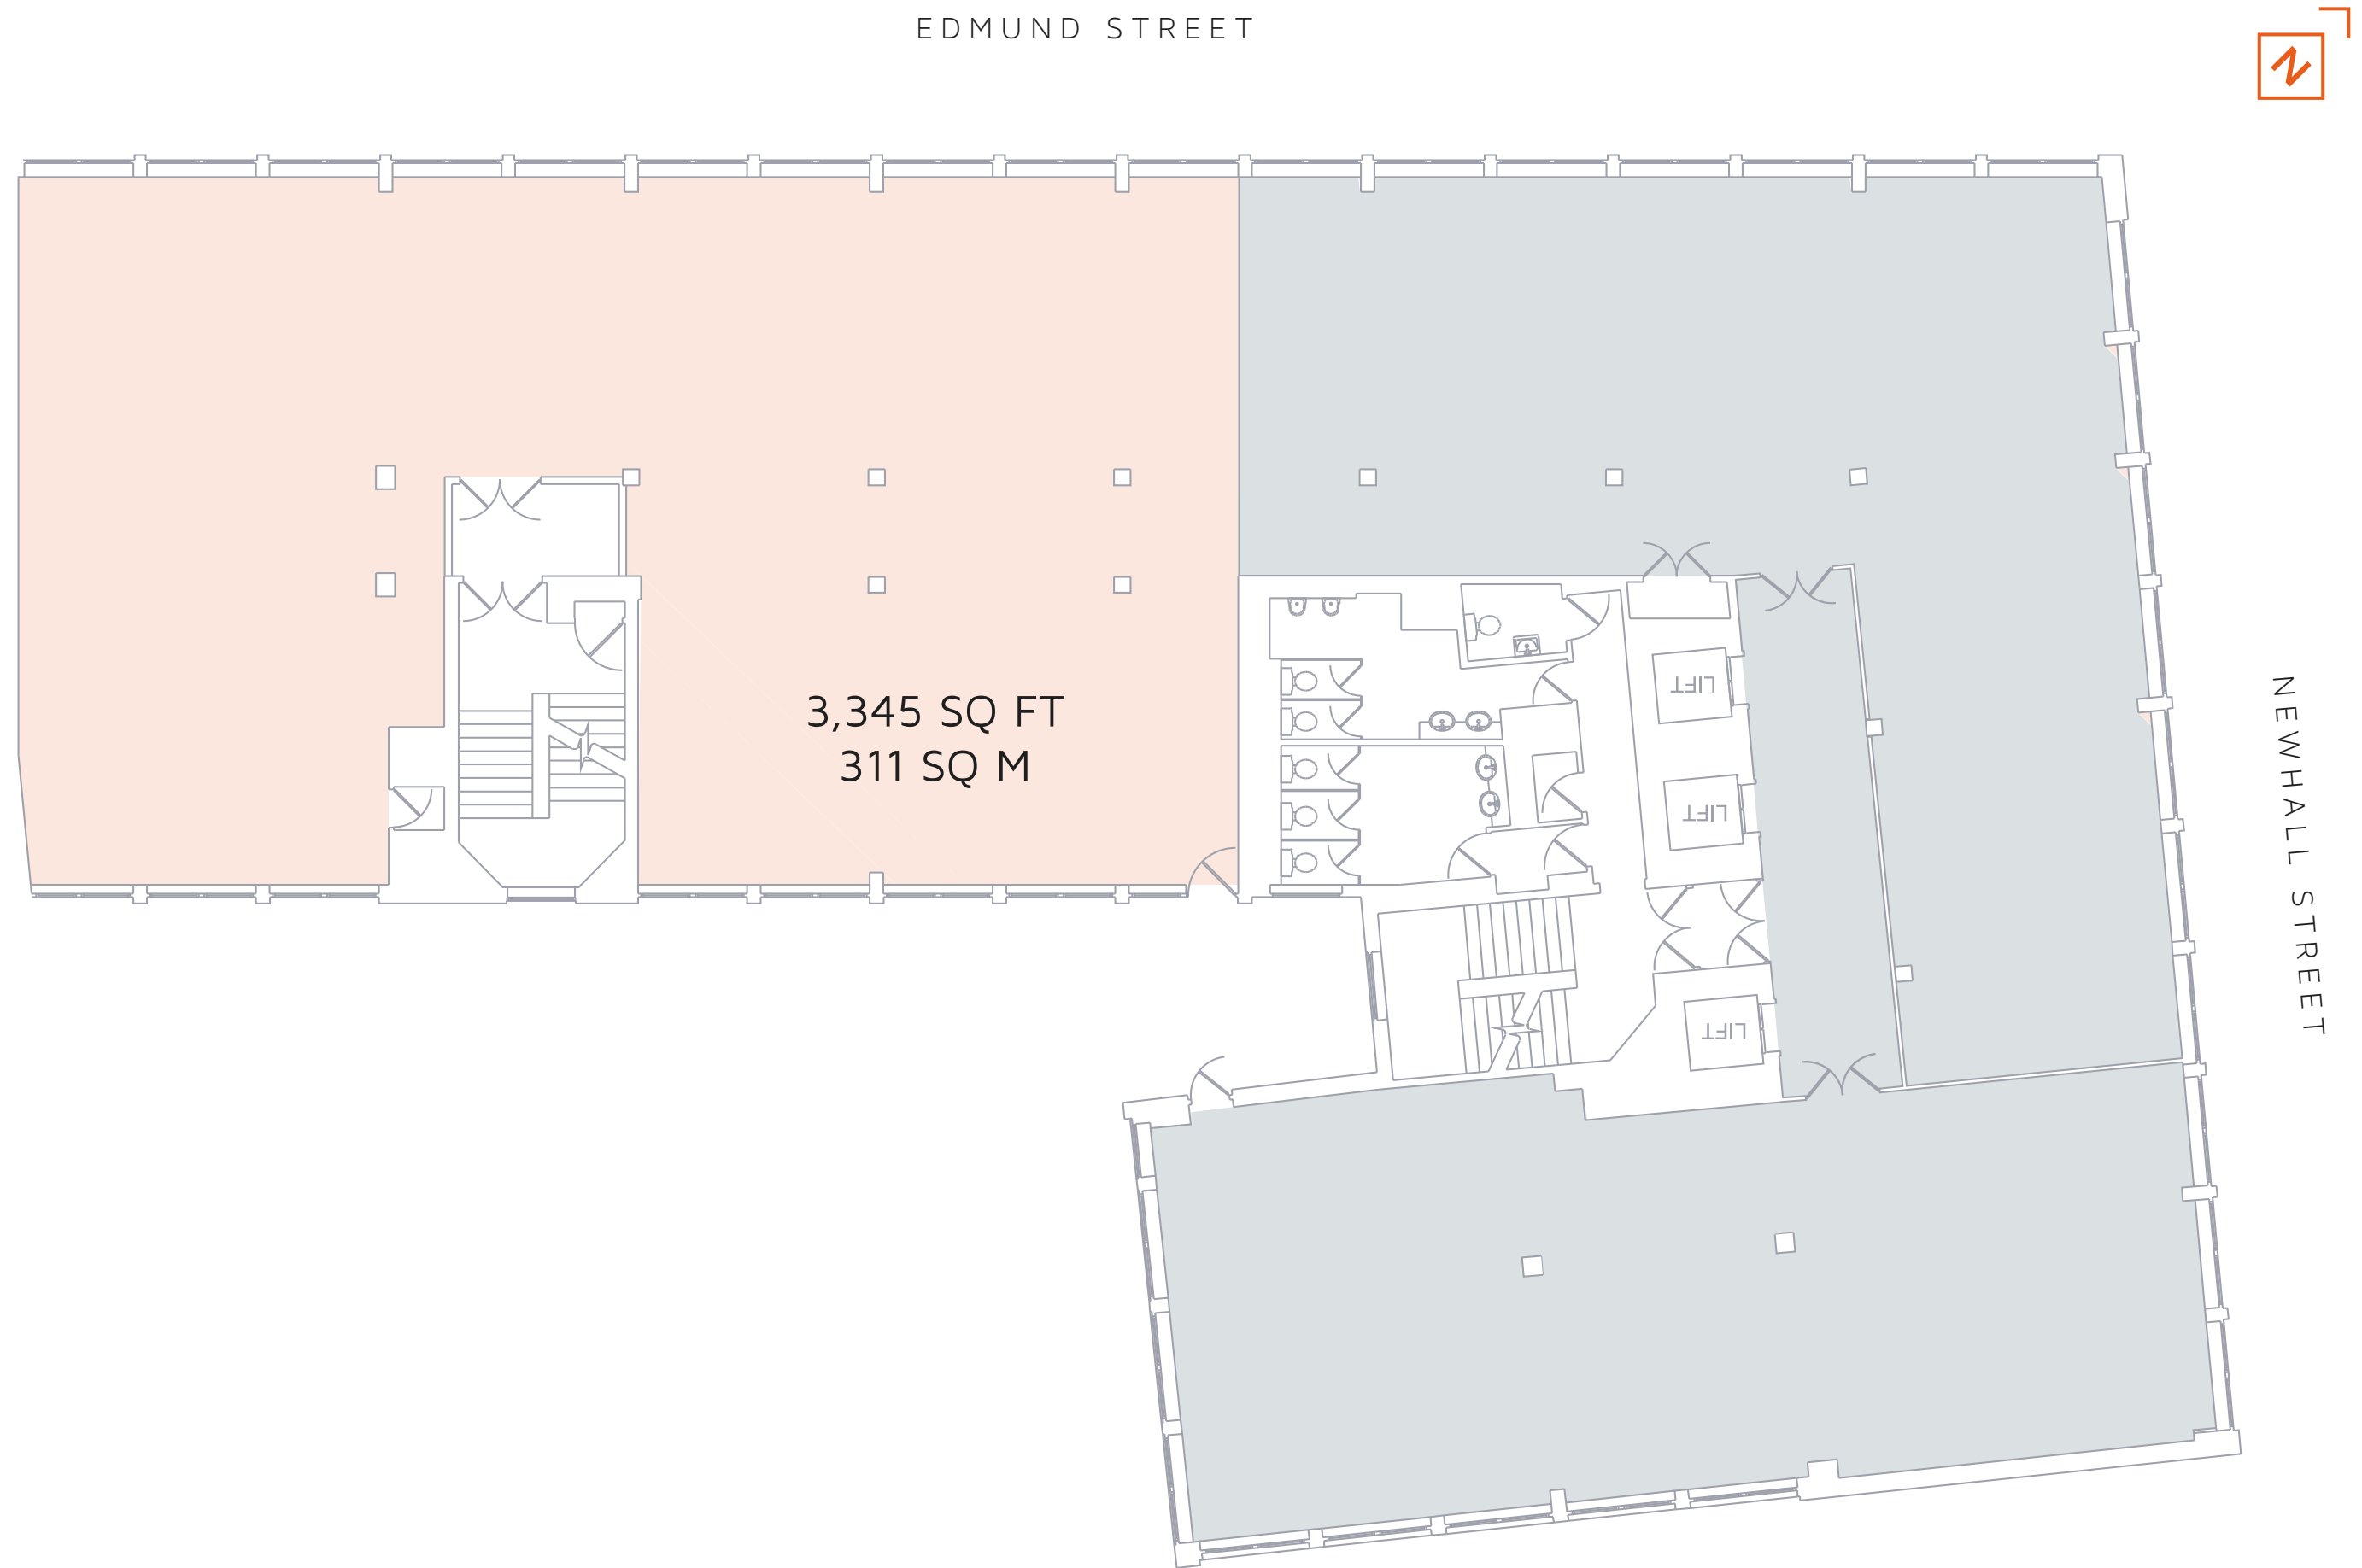 EDMUND STREET
N
3,345 SQ FT
311 SQ M
LIFT
LIFT
LIFT
NEWHALL STREET